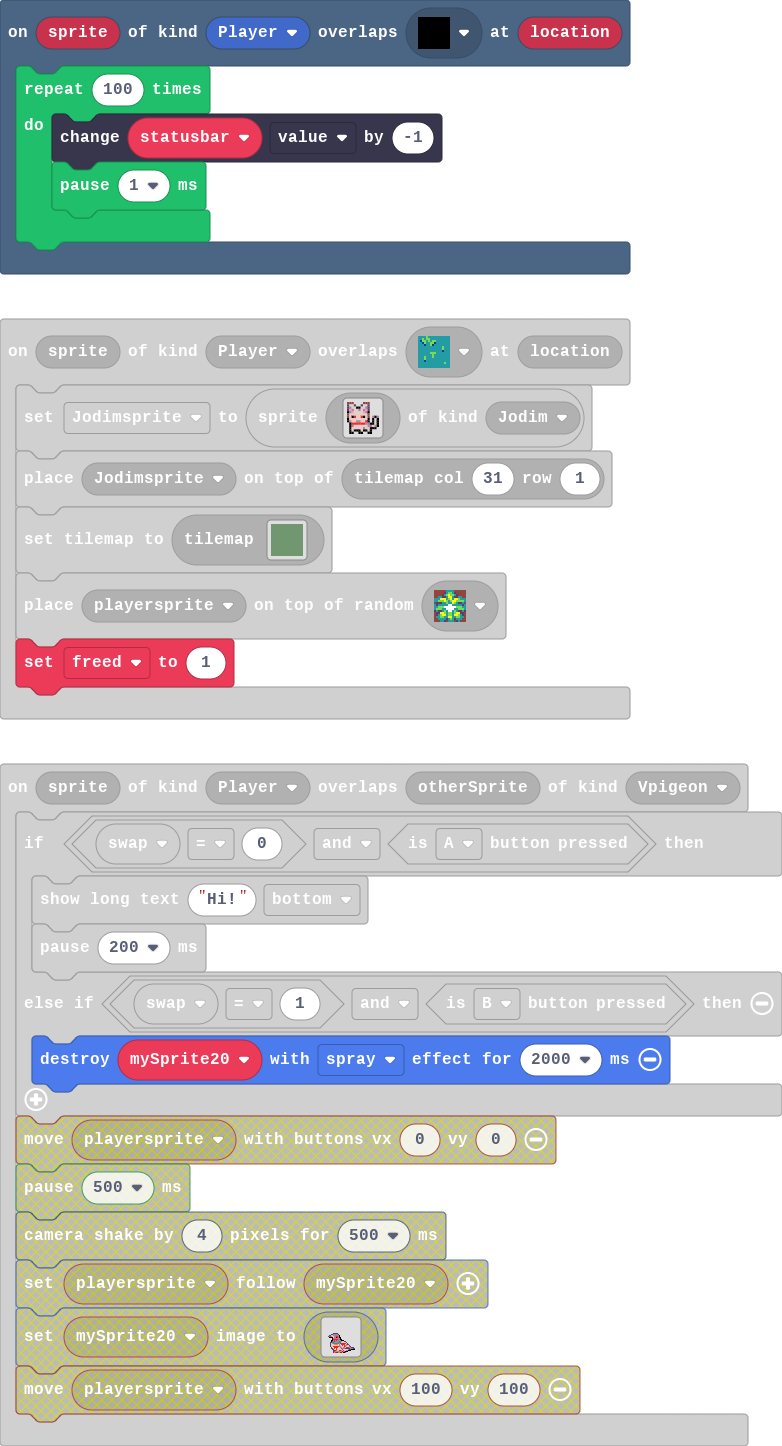 on sprite of kind Player overlaps at location
repeat 100 times
do
change statusbar value by -1
pause 1 ms
on sprite of kind Player overlaps at location
set Jodimsprite to sprite of kind Jodim
place Jodimsprite on top of tilemap col 31 row 1
set tilemap to tilemap
place playersprite on top of random
set freed to 1
on sprite of kind Player overlaps otherSprite of kind Vpigeon
if swap = 0 and is A button pressed then
show long text "Hi!" bottom
pause 200 ms
else if swap = 1 and is B button pressed then
destroy mySprite20 with spray effect for 2000 ms
move playersprite with buttons vx 0 vy 0
pause 500 ms
camera shake by 4 pixels for 500 ms
set playersprite follow mySprite20
set mySprite20 image to
move playersprite with buttons vx 100 vy 100